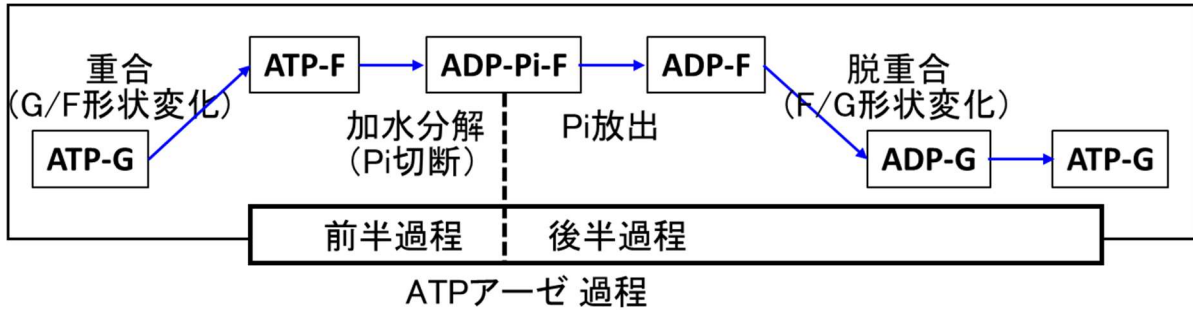 重合
(G/F形状変化)
ATP-G
ATP-F
ADP-Pi-F
加水分解
(Pi切断)
Pi放出
ADP-F
脱重合
(F/G形状変化)
ADP-G
ATP-G
前半過程
後半過程
ATPアーゼ 過程